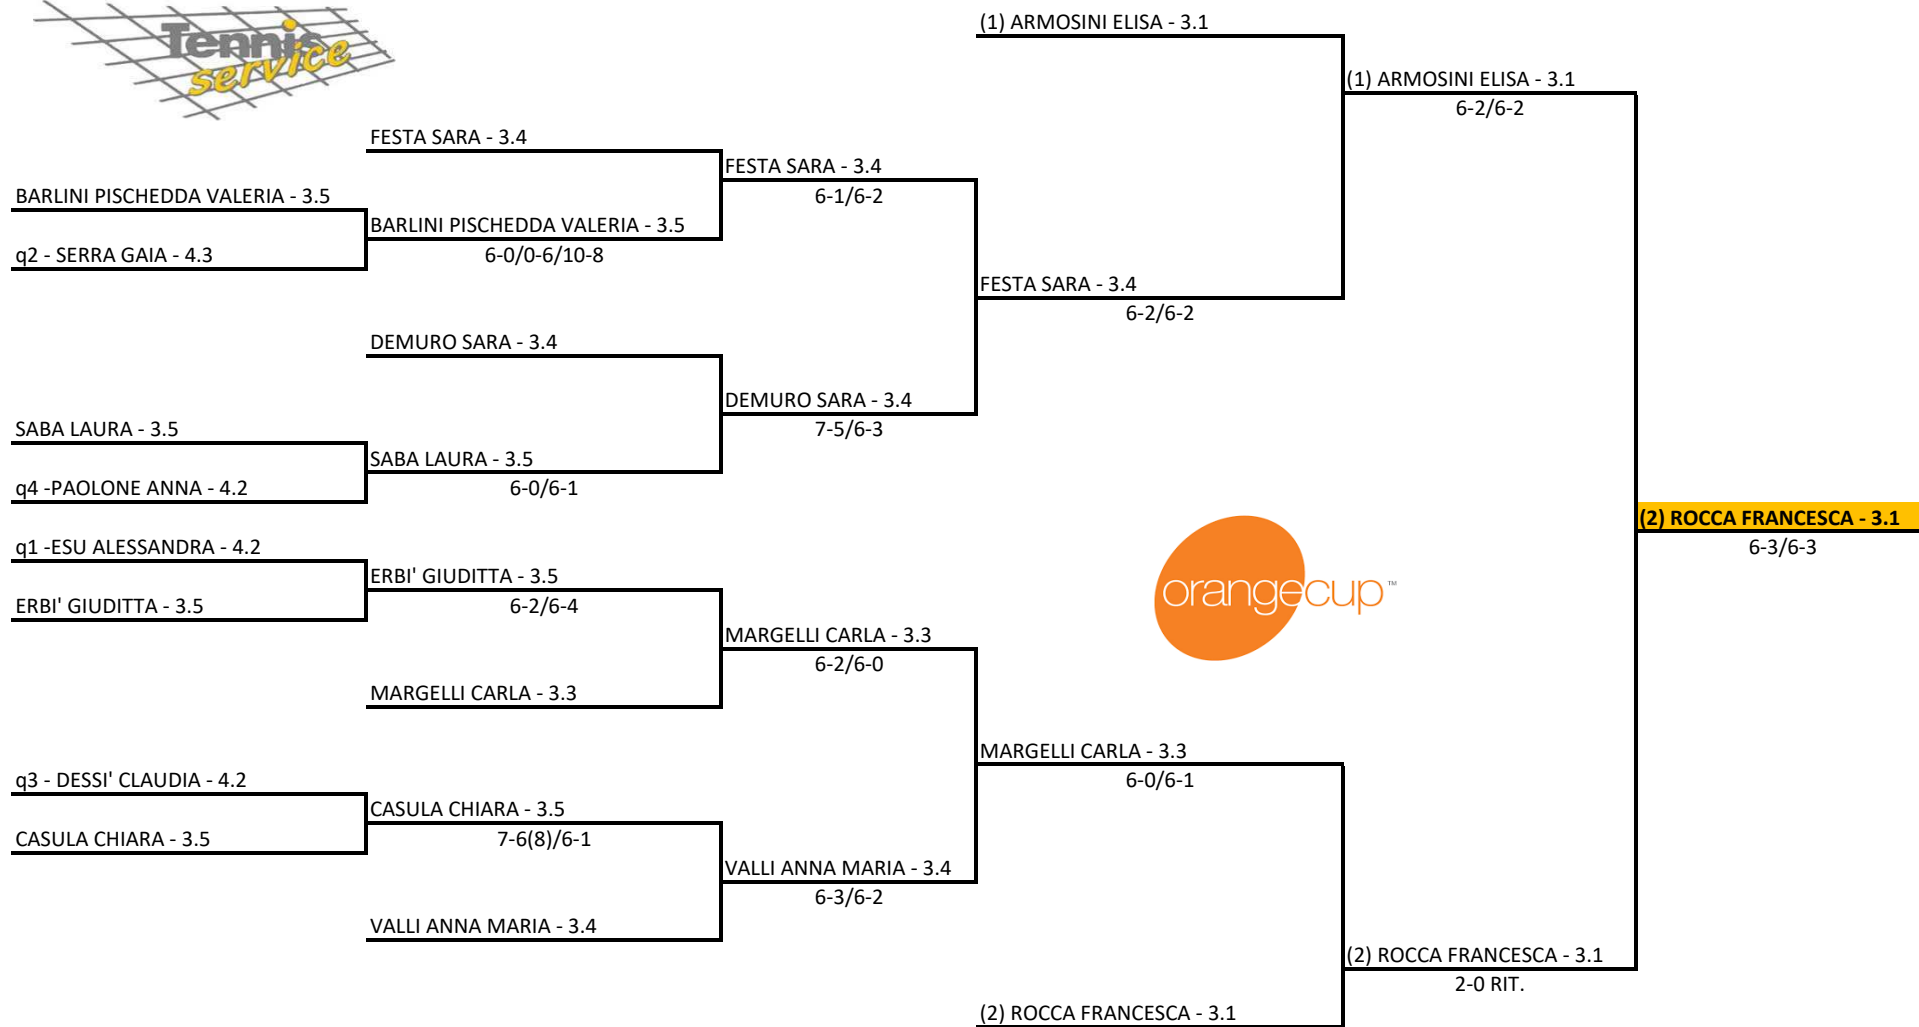 Tennis
service
(1) ARMOSINI ELISA - 3.1
(1) ARMOSINI ELISA - 3.1
6-2/6-2
FESTA SARA - 3.4
FESTA SARA - 3.4
6-1/6-2
BARLINI PISCHEDDA VALERIA - 3.5
BARLINI PISCHEDDA VALERIA - 3.5
6-0/0-6/10-8
q2 - SERRA GAIA - 4.3
FESTA SARA - 3.4
6-2/6-2
DEMURO SARA - 3.4
DEMURO SARA - 3.4
7-5/6-3
SABA LAURA - 3.5
SABA LAURA - 3.5
6-0/6-1
q4 -PAOLONE ANNA - 4.2
(2) ROCCA FRANCESCA - 3.1
6-3/6-3
q1 -ESU ALESSANDRA - 4.2
ERBI' GIUDITTA - 3.5
6-2/6-4
ERBI' GIUDITTA - 3.5
orangecup™
MARGELLI CARLA - 3.3
6-2/6-0
MARGELLI CARLA - 3.3
MARGELLI CARLA - 3.3
6-0/6-1
q3 - DESSI' CLAUDIA - 4.2
CASULA CHIARA - 3.5
7-6(8)/6-1
CASULA CHIARA - 3.5
VALLI ANNA MARIA - 3.4
6-3/6-2
VALLI ANNA MARIA - 3.4
(2) ROCCA FRANCESCA - 3.1
2-0 RIT.
(2) ROCCA FRANCESCA - 3.1